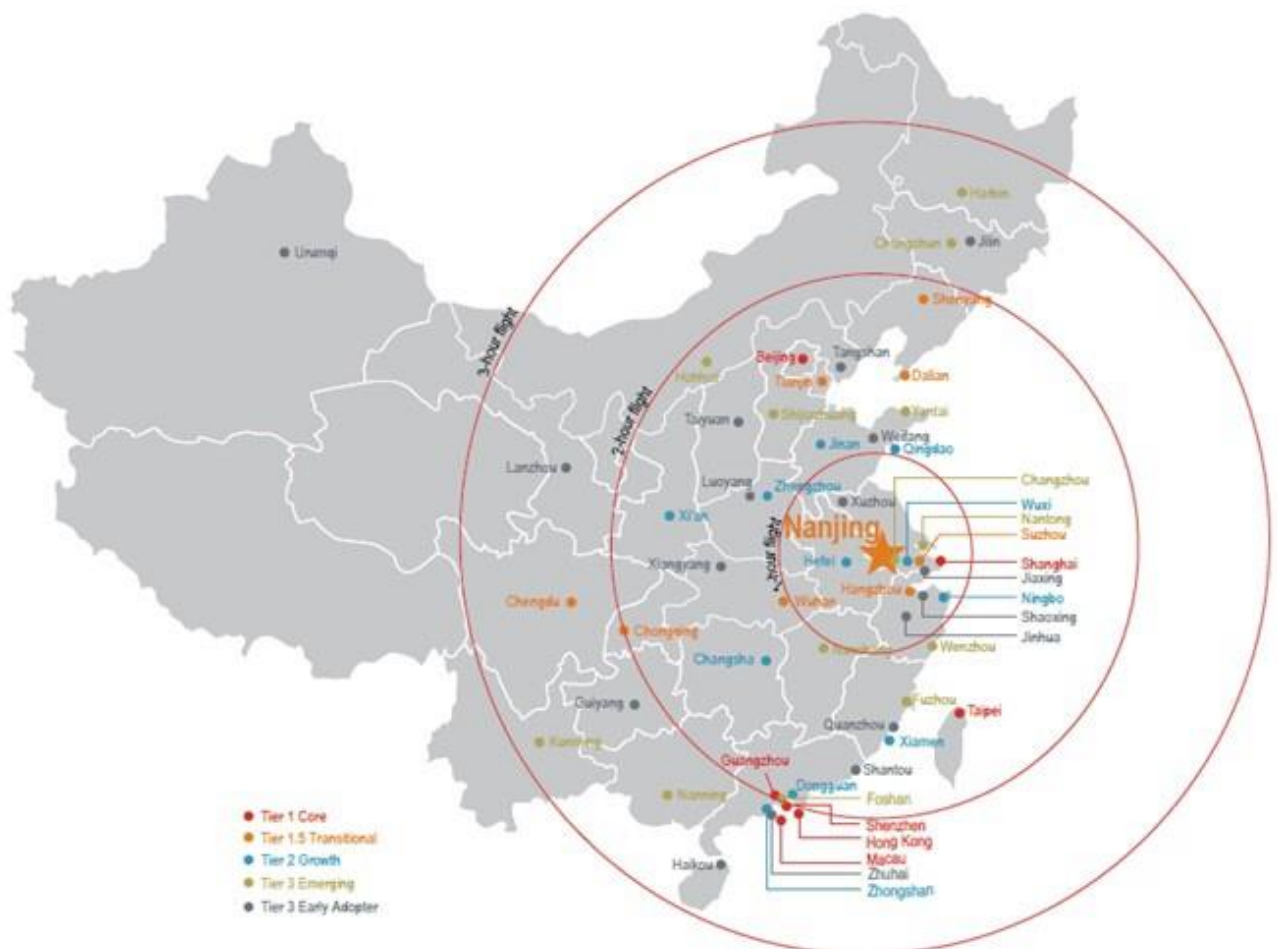 Harbin
Changchun
Jilin
Urumqi
Shenyang
3-hour flight
Beijing
Tangshan
Hohhot
Tianjin
Dalian
2-hour flight
Taiyuan
Shijiazhuang
Yantai
Jinan
Weifang
Qingdao
Lanzhou
Luoyang
Zhengzhou
Xuzhou
Changzhou
Wuxi
Xi'an
Nanjing
Nantong
Suzhou
1-hour flight
Xiangyang
Hefei
Shanghai
Jiaxing
Chengdu
Wuhan
Hangzhou
Ningbo
Shaoxing
Chongqing
Jinhua
Changsha
Nanchang
Wenzhou
Guiyang
Fuzhou
Taipei
Quanzhou
Kunming
Xiamen
Guangzhou
Shantou
Nanning
Dongguan
Foshan
Shenzhen
Hong Kong
Macau
Haikou
Zhuhai
Zhongshan
Tier 1 Core
Tier 1.5 Transitional
Tier 2 Growth
Tier 3 Emerging
Tier 3 Early Adopter